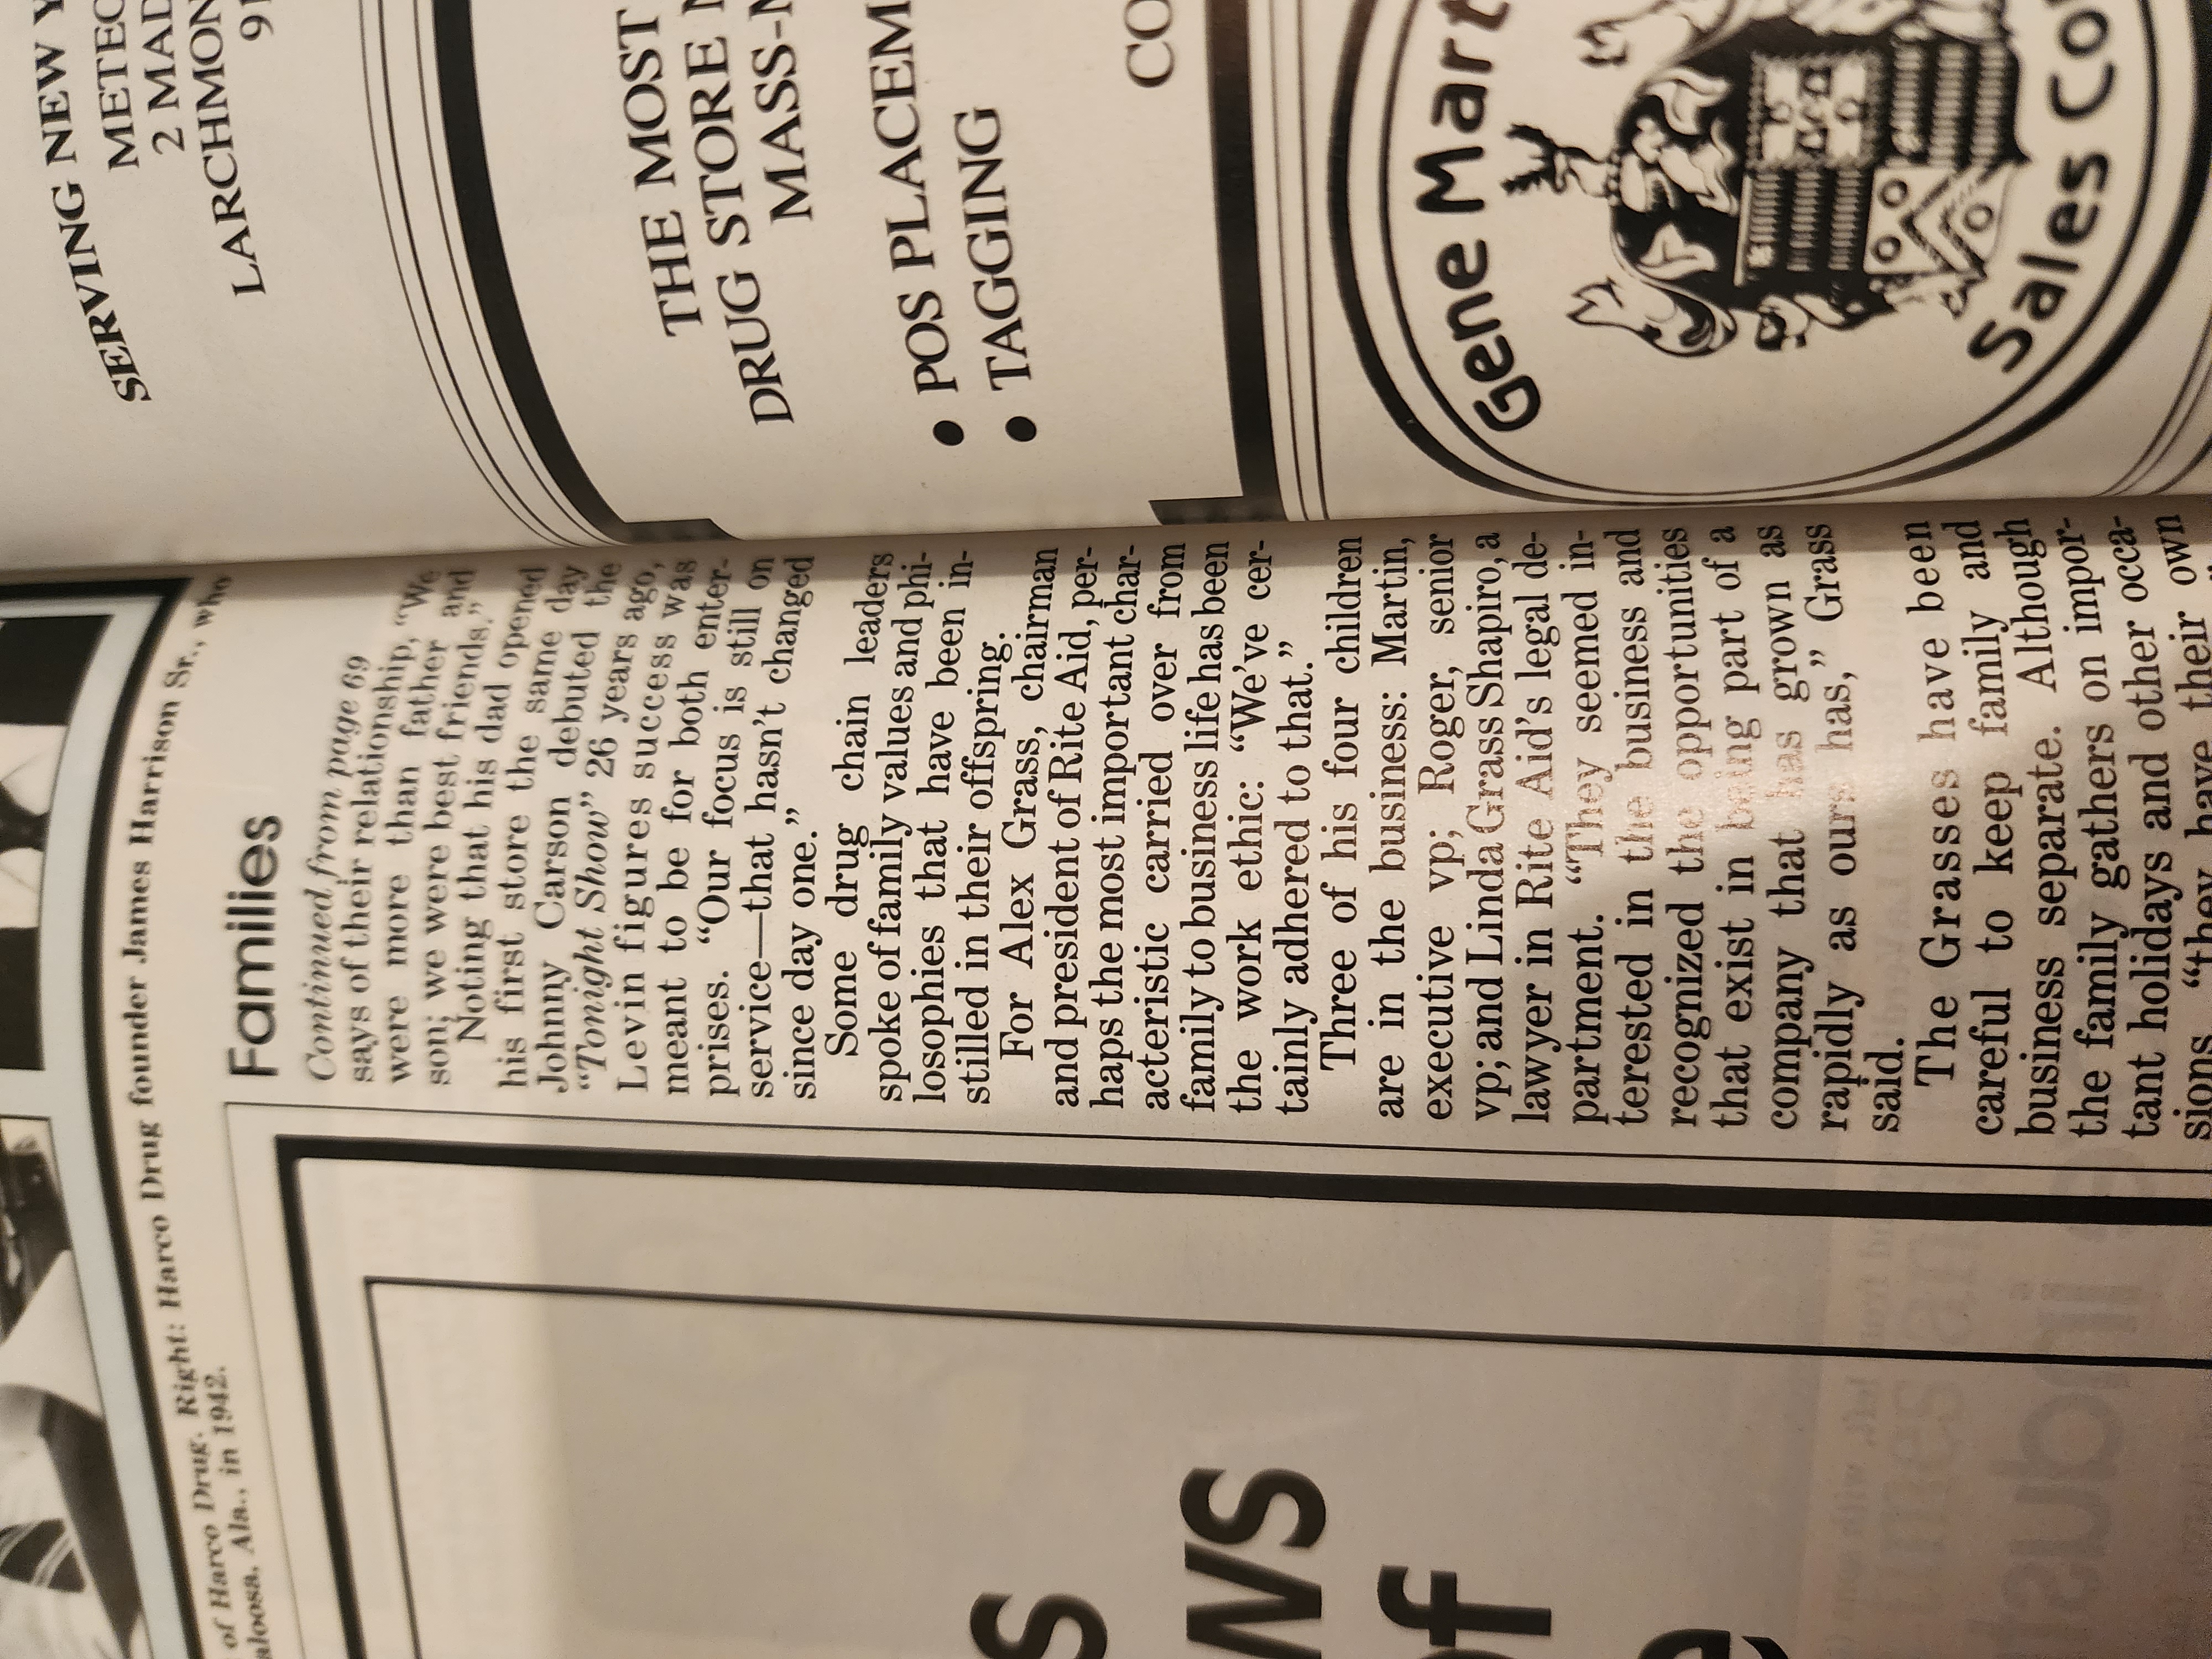 of Harco Drug. Right: Harco Drug founder James Harrison Sr., who
aloosa, Ala., in 1942.
Families
Continued from page 69
says of their relationship, “We
were more than father and
son; we were best friends.”
Noting that his dad opened
his first store the same day
Johnny Carson debuted the
“Tonight Show” 26 years ago,
Levin figures success was
meant to be for both enter-
prises. “Our focus is still on
service—that hasn’t changed
since day one.”
Some drug chain leaders
spoke of family values and phi-
losophies that have been in-
stilled in their offspring.
For Alex Grass, chairman
and president of Rite Aid, per-
haps the most important char-
acteristic carried over from
family to business life has been
the work ethic: “We’ve cer-
tainly adhered to that.”
Three of his four children
are in the business: Martin,
executive vp; Roger, senior
vp; and Linda Grass Shapiro, a
lawyer in Rite Aid’s legal de-
partment. “They seemed in-
terested in the business and
recognized the opportunities
that exist in being part of a
company that has grown as
rapidly as ours has,” Grass
said.
The Grasses have been
careful to keep family and
business separate. Although
the family gathers on impor-
tant holidays and other occa-
sions, “they have their own
SERVING NEW Y
METEO
2 MAD
LARCHMON
91
THE MOST
DRUG STORE
MASS-
• POS PLACEM
• TAGGING
CO
Gene Mart
Sales Co